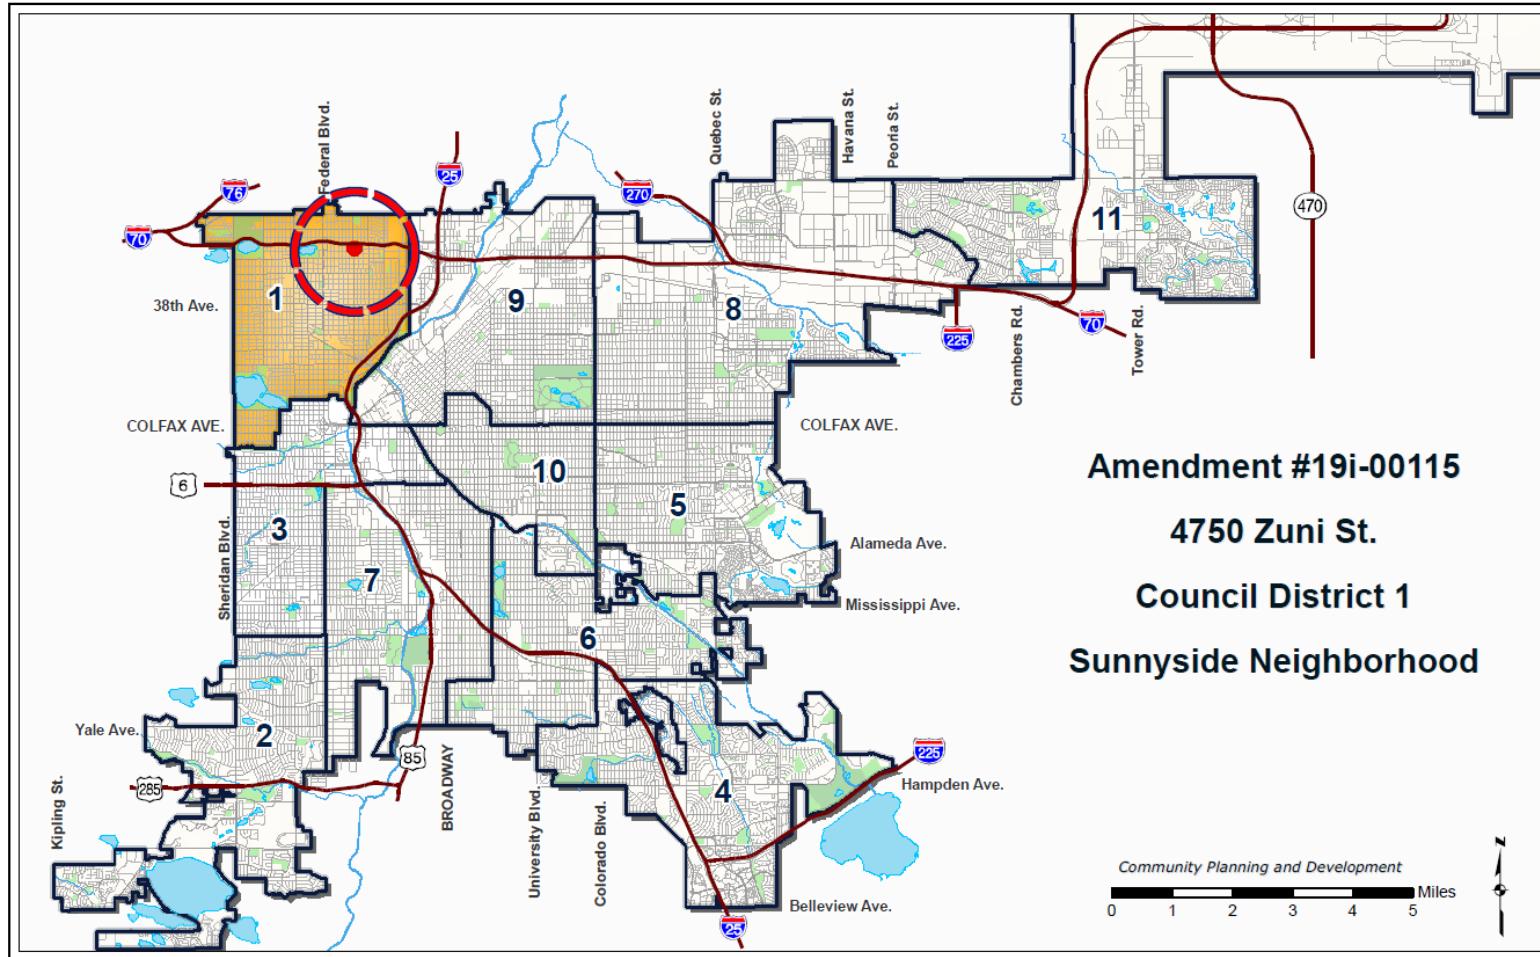 Federal Blvd.
Quebec St.
Havana St.
Peoria St.
76
25
270
70
470
11
38th Ave.
1
9
8
225
Chambers Rd.
70
Tower Rd.
COLFAX AVE.
COLFAX AVE.
6
10
5
3
Sheridan Blvd.
7
Alameda Ave.
Mississippi Ave.
6
Amendment #19i-00115
4750 Zuni St.
Council District 1
Sunnyside Neighborhood
Yale Ave.
2
85
BROADWAY
225
Hampden Ave.
285
Kipling St.
University Blvd.
Colorado Blvd.
4
Belleview Ave.
25
Community Planning and Development
Miles
0 1 2 3 4 5
N